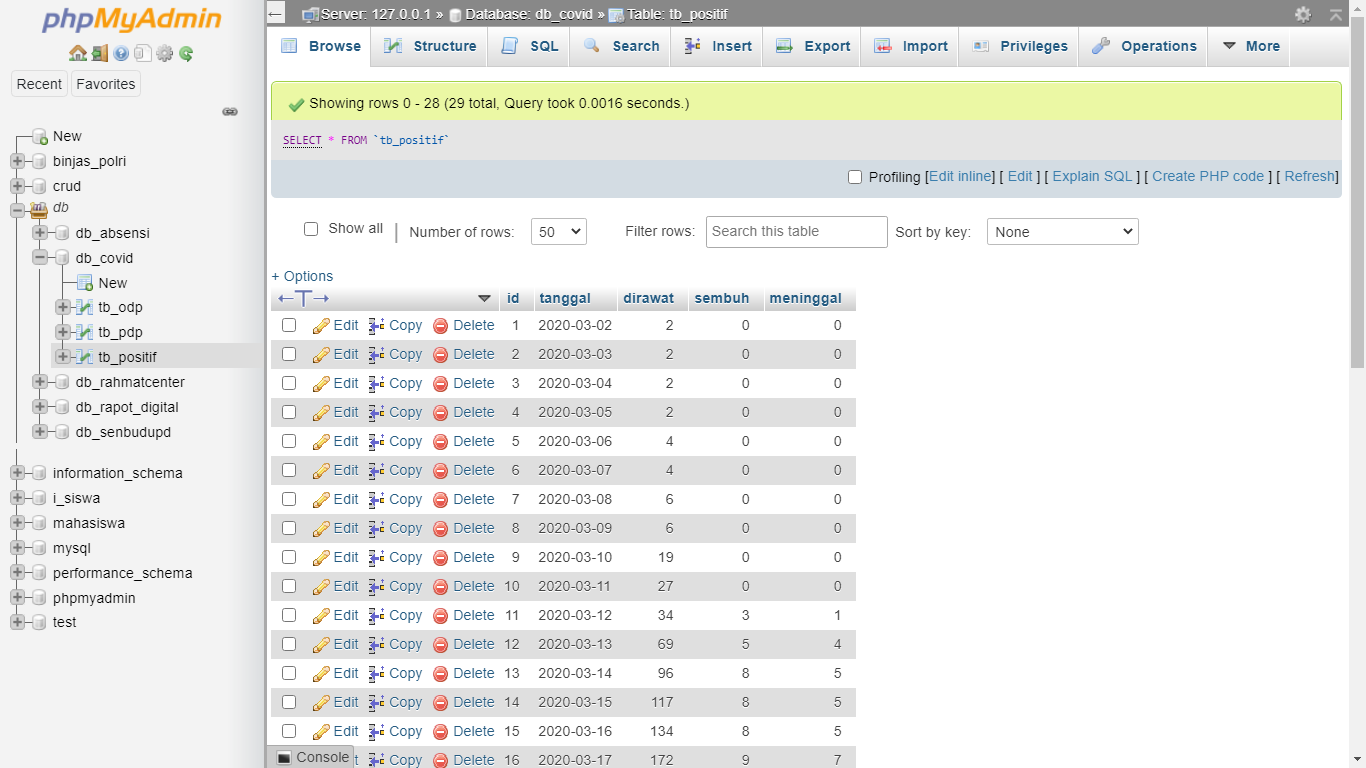 phpMyAdmin
Recent Favorites
New
binjas_polri
crud
db
db_absensi
db_covid
New
tb_odp
tb_pdp
tb_positif
db_rahmatcenter
db_rapot_digital
db_senbudupd
information_schema
i_siswa
mahasiswa
mysql
performance_schema
phpmyadmin
test
Server: 127.0.0.1 » Database: db_covid » Table: tb_positif
Browse Structure SQL Search Insert Export Import Privileges Operations More
Showing rows 0 - 28 (29 total, Query took 0.0016 seconds.)
SELECT * FROM `tb_positif`
Profiling [Edit inline] [ Edit ] [ Explain SQL ] [ Create PHP code ] [ Refresh]
Show all | Number of rows: 50 Filter rows: Search this table Sort by key: None
+ Options
←T→ id tanggal dirawat sembuh meninggal
Edit Copy Delete 1 2020-03-02 2 0 0
Edit Copy Delete 2 2020-03-03 2 0 0
Edit Copy Delete 3 2020-03-04 2 0 0
Edit Copy Delete 4 2020-03-05 2 0 0
Edit Copy Delete 5 2020-03-06 4 0 0
Edit Copy Delete 6 2020-03-07 4 0 0
Edit Copy Delete 7 2020-03-08 6 0 0
Edit Copy Delete 8 2020-03-09 6 0 0
Edit Copy Delete 9 2020-03-10 19 0 0
Edit Copy Delete 10 2020-03-11 27 0 0
Edit Copy Delete 11 2020-03-12 34 3 1
Edit Copy Delete 12 2020-03-13 69 5 4
Edit Copy Delete 13 2020-03-14 96 8 5
Edit Copy Delete 14 2020-03-15 117 8 5
Edit Copy Delete 15 2020-03-16 134 8 5
Console Copy Delete 16 2020-03-17 172 9 7